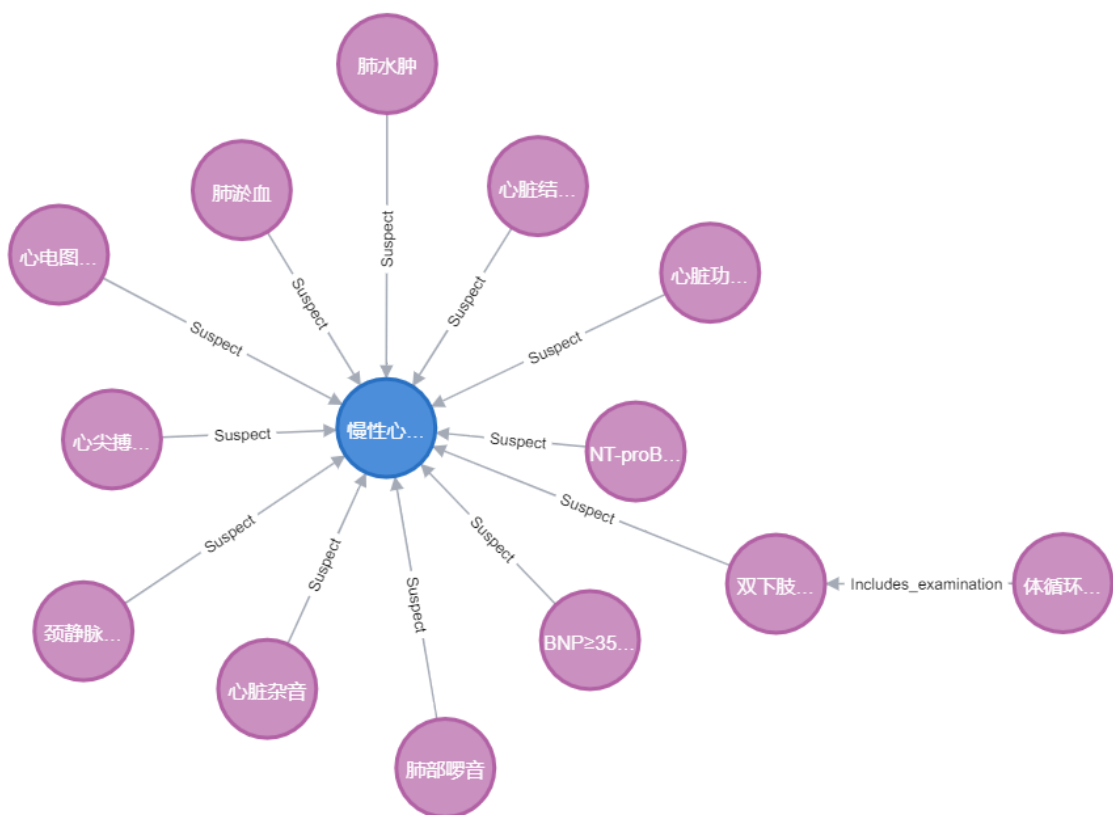 肺水肿
Suspect
肺淤血
Suspect
心脏结...
Suspect
心电图...
Suspect
心脏功...
Suspect
心尖搏...
Suspect
慢性心...
NT-proB...
Suspect
Suspect
双下肢...
Includes_examination
体循环...
颈静脉...
Suspect
心脏杂音
Suspect
肺部啰音
Suspect
BNP≥35...
Suspect